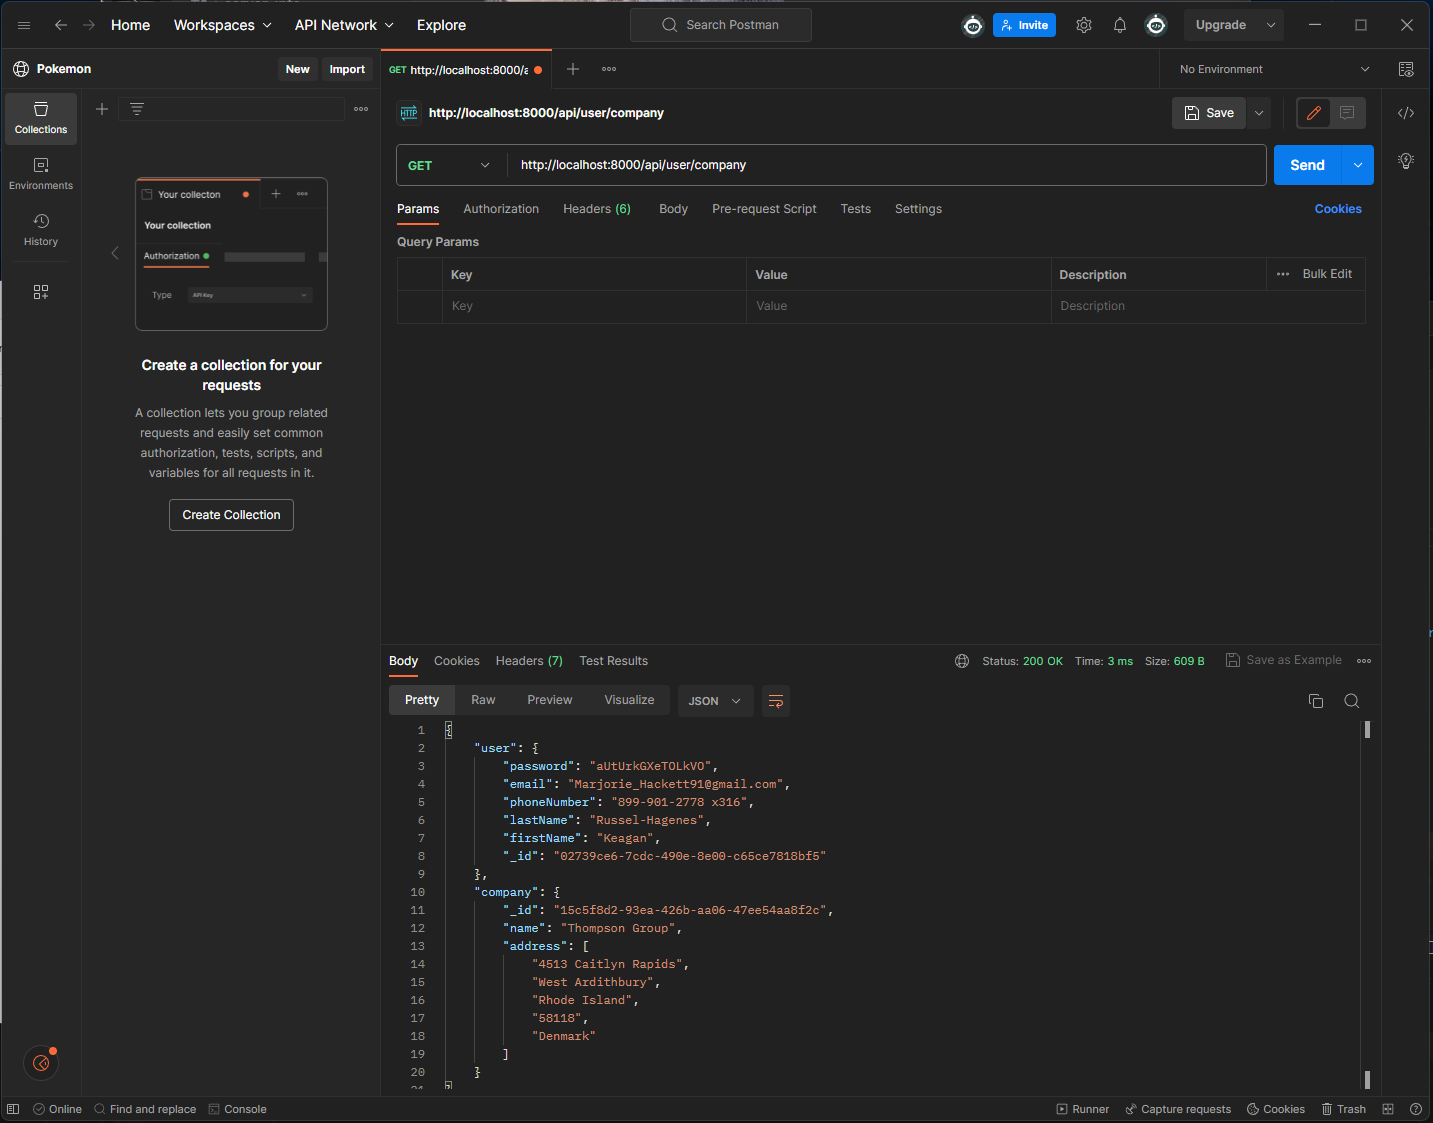 Home
Workspaces
API Network
Explore
Search Postman
Invite
Upgrade
Pokemon
New
Import
GET http://localhost:8000/a
No Environment
Collections
Environments
History
Your collecton
Your collection
Authorization
Type
API Key
Create a collection for your
requests
A collection lets you group related
requests and easily set common
authorization, tests, scripts, and
variables for all requests in it.
Create Collection
HTTP
http://localhost:8000/api/user/company
Save
GET
http://localhost:8000/api/user/company
Send
Params
Authorization
Headers (6)
Body
Pre-request Script
Tests
Settings
Cookies
Query Params
Key
Value
Description
Bulk Edit
Key
Value
Description
Body
Cookies
Headers (7)
Test Results
Status: 200 OK
Time: 3 ms
Size: 609 B
Save as Example
Pretty
Raw
Preview
Visualize
JSON
1 {
2 "user": {
3 "password": "aUtUrkGXeTOLkVO",
4 "email": "Marjorie_Hackett91@gmail.com",
5 "phoneNumber": "899-901-2778 x316",
6 "lastName": "Russel-Hagenes",
7 "firstName": "Keagan",
8 "_id": "02739ce6-7cdc-490e-8e00-c65ce7818bf5"
9 },
10 "company": {
11 "_id": "15c5f8d2-93ea-426b-aa06-47ee54aa8f2c",
12 "name": "Thompson Group",
13 "address": [
14 "4513 Caitlyn Rapids",
15 "West Ardithbury",
16 "Rhode Island",
17 "58118",
18 "Denmark"
19 ]
20 }
21 }
Online
Find and replace
Console
Runner
Capture requests
Cookies
Trash